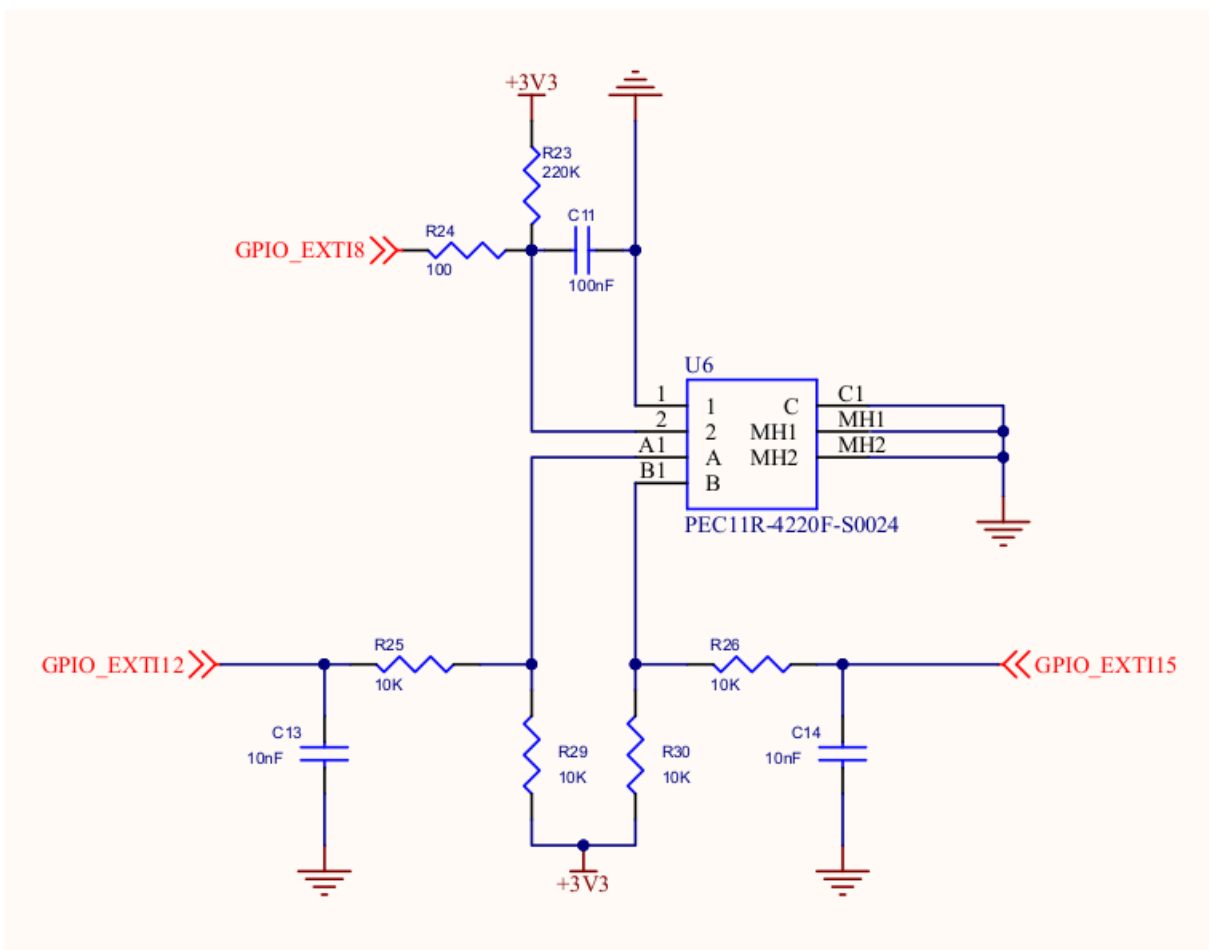 +3V3
R23
220K
C11
R24
GPIO_EXTI8
100
100nF
U6
1
1
C
C1
2
2
MH1
MH1
A1
A
MH2
MH2
B1
B
PEC11R-4220F-S0024
R25
R26
GPIO_EXTI12
GPIO_EXTI15
10K
10K
C13
10nF
R29
10K
R30
10K
C14
10nF
+3V3